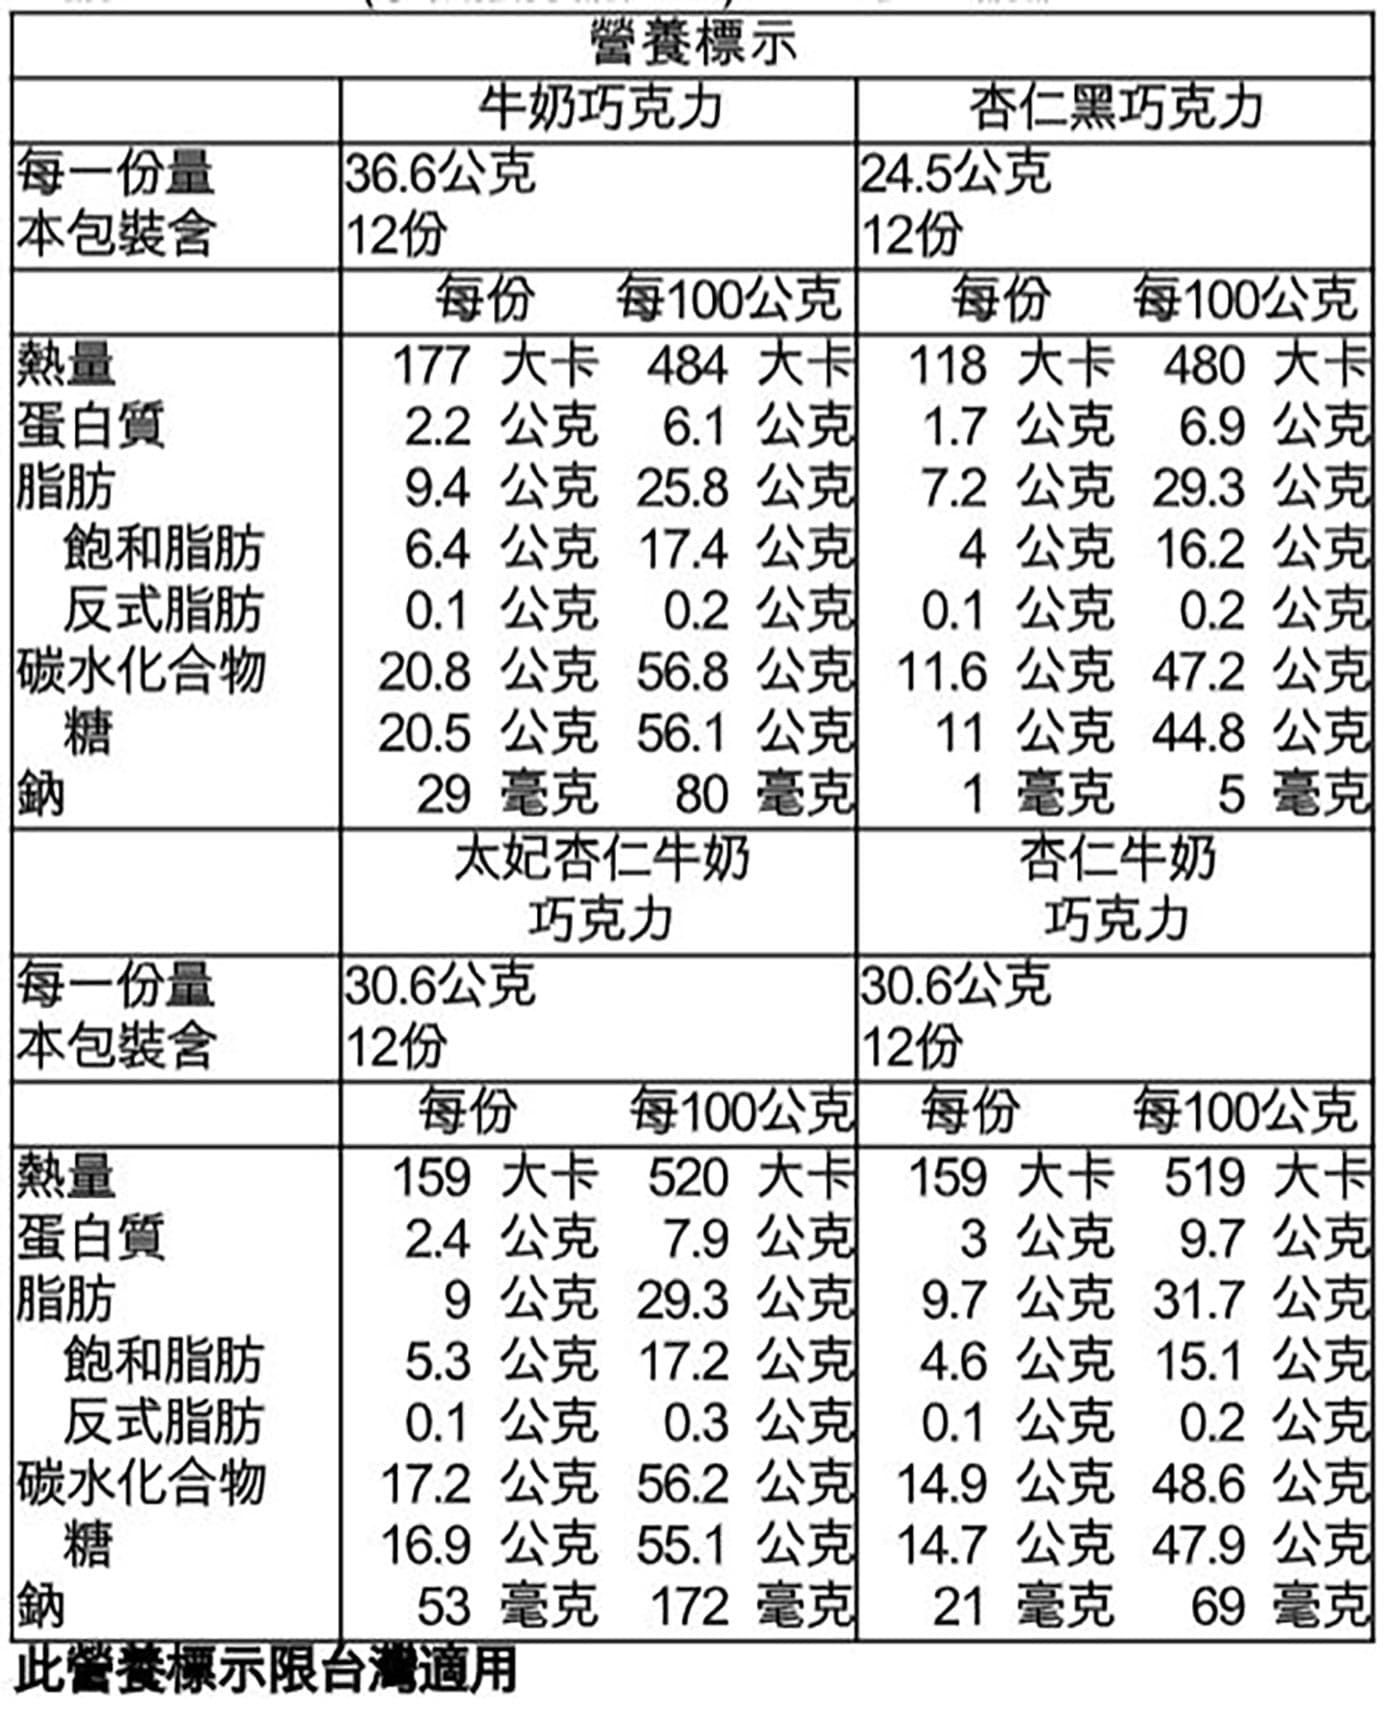 營養標示
牛奶巧克力 杏仁黑巧克力
每一份量 36.6公克 24.5公克
本包裝含 12份 12份
每份 每100公克 每份 每100公克
熱量 177 大卡 484 大卡 118 大卡 480 大卡
蛋白質 2.2 公克 6.1 公克 1.7 公克 6.9 公克
脂肪 9.4 公克 25.8 公克 7.2 公克 29.3 公克
飽和脂肪 6.4 公克 17.4 公克 4 公克 16.2 公克
反式脂肪 0.1 公克 0.2 公克 0.1 公克 0.2 公克
碳水化合物 20.8 公克 56.8 公克 11.6 公克 47.2 公克
糖 20.5 公克 56.1 公克 11 公克 44.8 公克
鈉 29 毫克 80 毫克 1 毫克 5 毫克
太妃杏仁牛奶 杏仁牛奶
巧克力 巧克力
每一份量 30.6公克 30.6公克
本包裝含 12份 12份
每份 每100公克 每份 每100公克
熱量 159 大卡 520 大卡 159 大卡 519 大卡
蛋白質 2.4 公克 7.9 公克 3 公克 9.7 公克
脂肪 9 公克 29.3 公克 9.7 公克 31.7 公克
飽和脂肪 5.3 公克 17.2 公克 4.6 公克 15.1 公克
反式脂肪 0.1 公克 0.3 公克 0.1 公克 0.2 公克
碳水化合物 17.2 公克 56.2 公克 14.9 公克 48.6 公克
糖 16.9 公克 55.1 公克 14.7 公克 47.9 公克
鈉 53 毫克 172 毫克 21 毫克 69 毫克
此營養標示限台灣適用